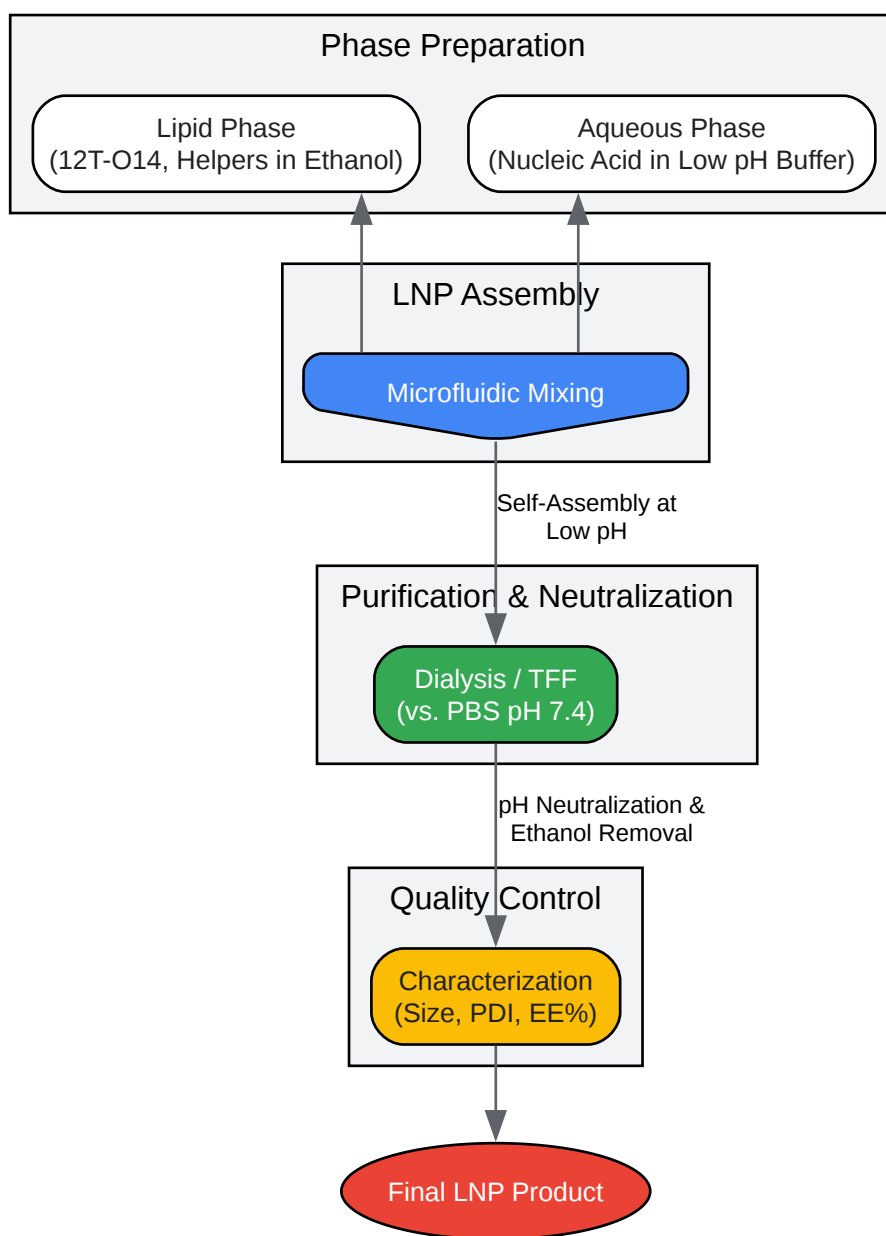 Phase Preparation
Lipid Phase
(12T-O14, Helpers in Ethanol)
Aqueous Phase
(Nucleic Acid in Low pH Buffer)
LNP Assembly
Microfluidic Mixing
Self-Assembly at
Low pH
Purification & Neutralization
Dialysis / TFF
(vs. PBS pH 7.4)
pH Neutralization &
Ethanol Removal
Quality Control
Characterization
(Size, PDI, EE%)
Final LNP Product